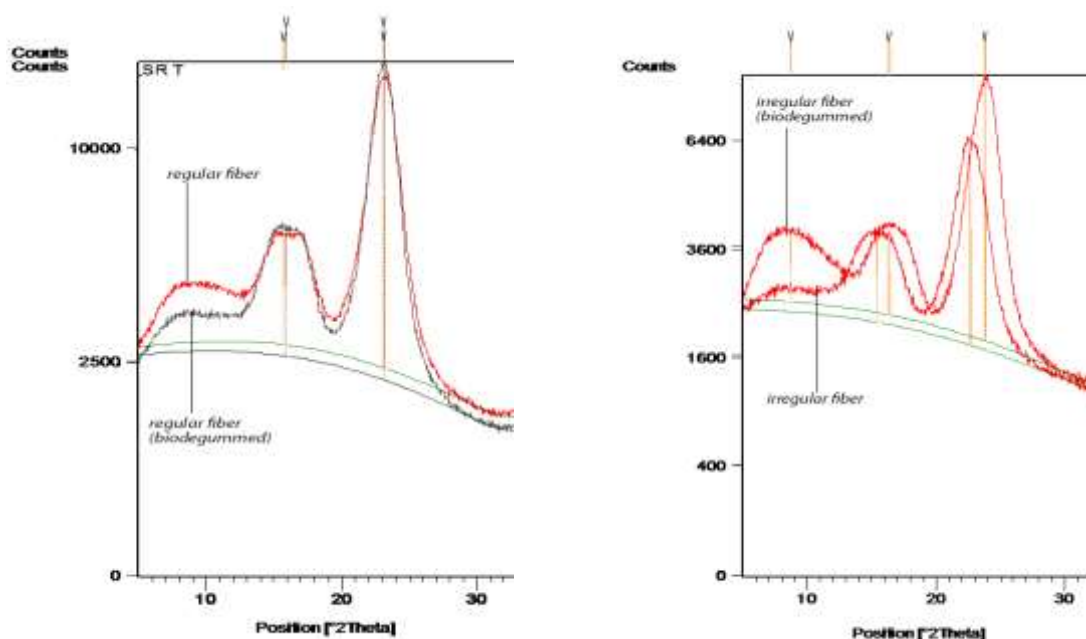 Counts
Counts
SR T
regular fiber
10000
2500
regular fiber
(biodegummed)
0
10
20
30
Position [°2Theta]
Counts
irregular fiber
(biodegummed)
6400
3600
1600
irregular fiber
400
0
10
20
30
Position [°2Theta]